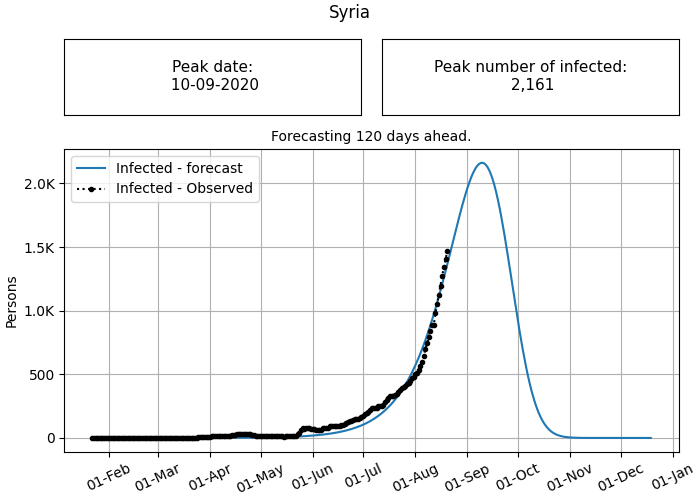 Syria
Peak date:
10-09-2020
Peak number of infected:
2,161
Forecasting 120 days ahead.
Infected - forecast
Infected - Observed
2.0K
1.5K
1.0K
500
0
Persons
01-Feb 01-Mar 01-Apr 01-May 01-Jun 01-Jul 01-Aug 01-Sep 01-Oct 01-Nov 01-Dec 01-Jan